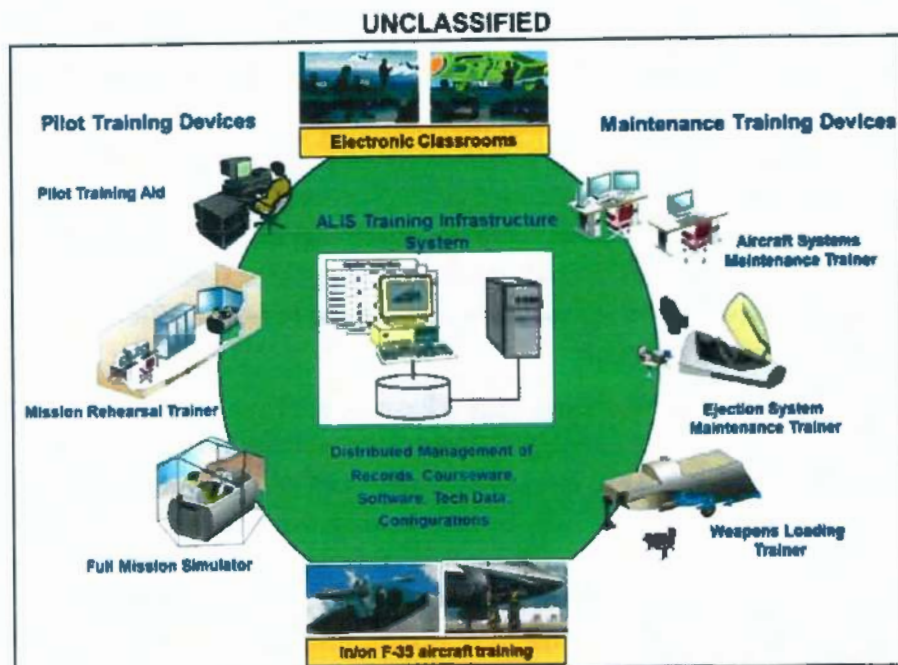 UNCLASSIFIED
Pilot Training Devices
Electronic Classrooms
Maintenance Training Devices
Pilot Training Aid
ALIS Training Infrastructure
System
Aircraft Systems
Maintenance Trainer
Mission Rehearsal Trainer
Ejection System
Maintenance Trainer
Distributed Management of
Records, Courseware,
Software, Tech Data,
Configurations
Full Mission Simulator
Weapons Loading
Trainer
In/on F-35 aircraft training